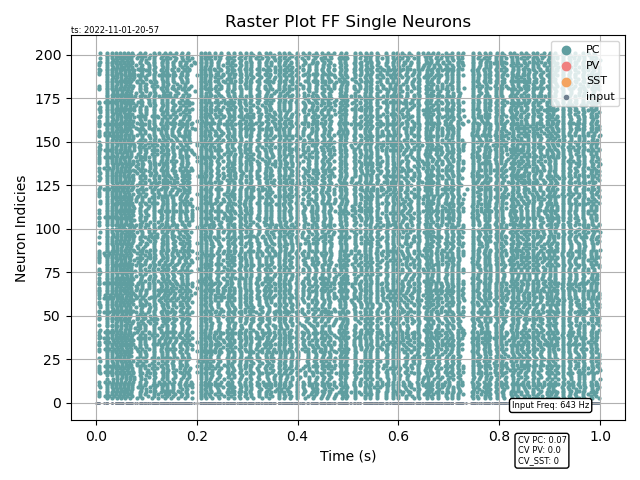 Raster Plot FF Single Neurons
ts: 2022-11-01-20-57
PC
PV
SST
input
200
175
150
125
100
75
50
25
0
Neuron Indicies
Input Freq: 643 Hz
0.0 0.2 0.4 0.6 0.8 1.0
Time (s)
CV PC: 0.07
CV PV: 0.0
CV_SST: 0